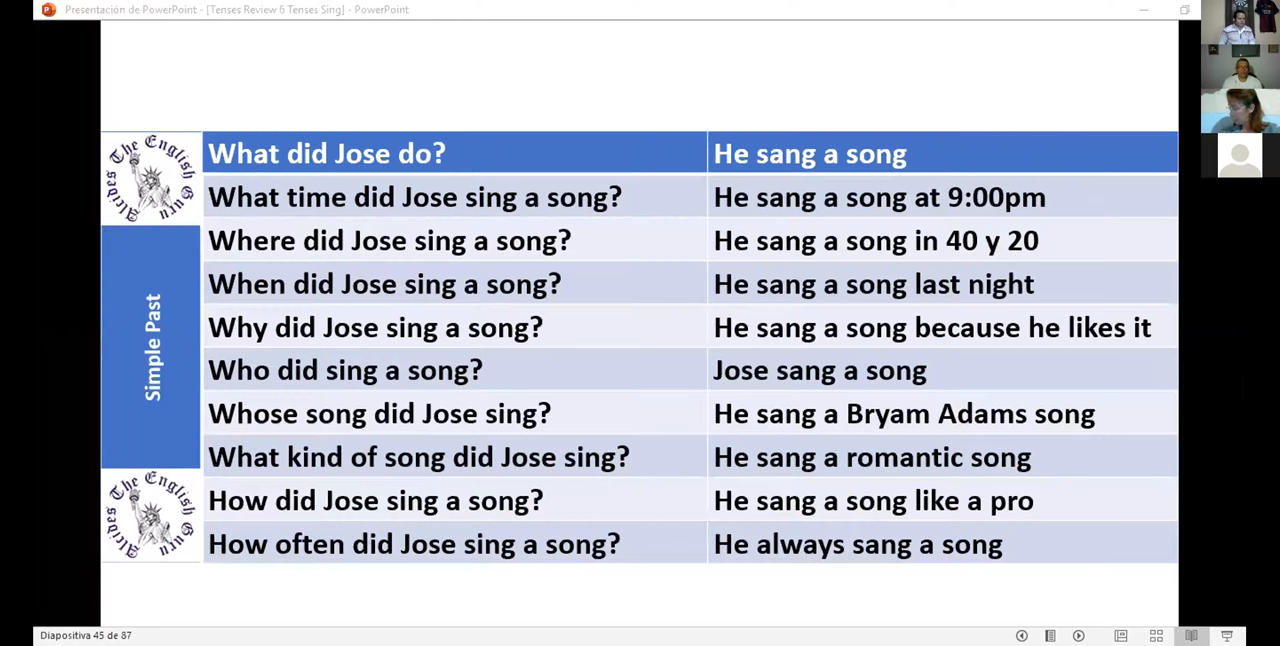 Presentación de PowerPoint - [Tenses Review 6 Tenses Sing] - PowerPoint
The English Guru Alcides
What did Jose do? He sang a song
What time did Jose sing a song? He sang a song at 9:00pm
Where did Jose sing a song? He sang a song in 40 y 20
When did Jose sing a song? He sang a song last night
Why did Jose sing a song? He sang a song because he likes it
Simple Past
Who did sing a song? Jose sang a song
Whose song did Jose sing? He sang a Bryam Adams song
What kind of song did Jose sing? He sang a romantic song
The English Guru Alcides
How did Jose sing a song? He sang a song like a pro
How often did Jose sing a song? He always sang a song
Diapositiva 45 de 87